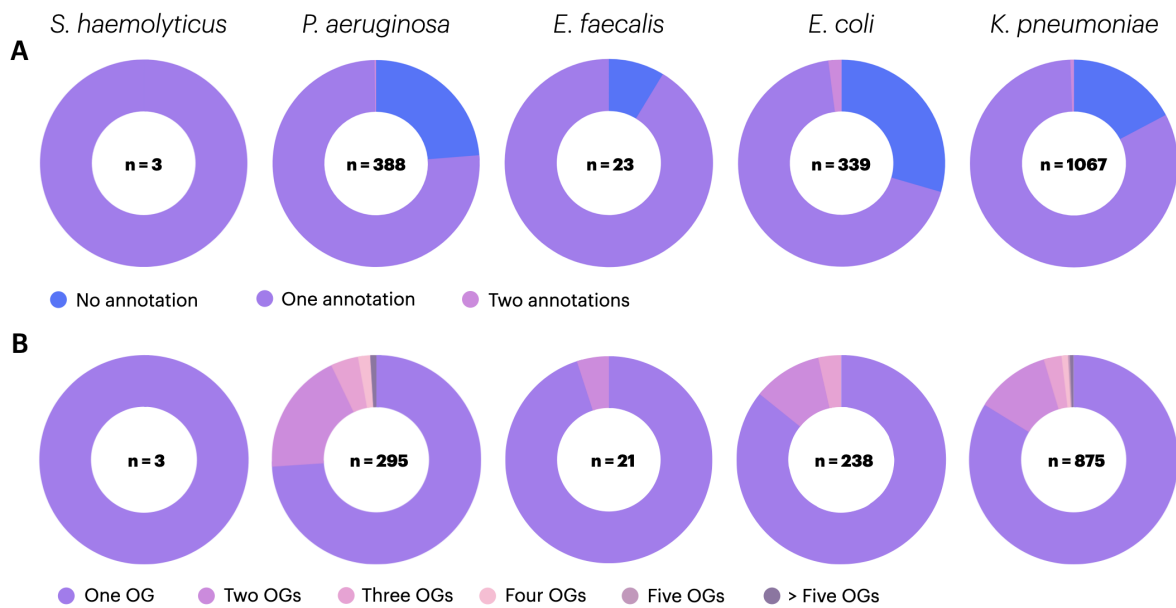 S. haemolyticus P. aeruginosa E. faecalis E. coli K. pneumoniae
A
n = 3 n = 388 n = 23 n = 339 n = 1067
No annotation One annotation Two annotations
B
n = 3 n = 295 n = 21 n = 238 n = 875
One OG Two OGs Three OGs Four OGs Five OGs > Five OGs